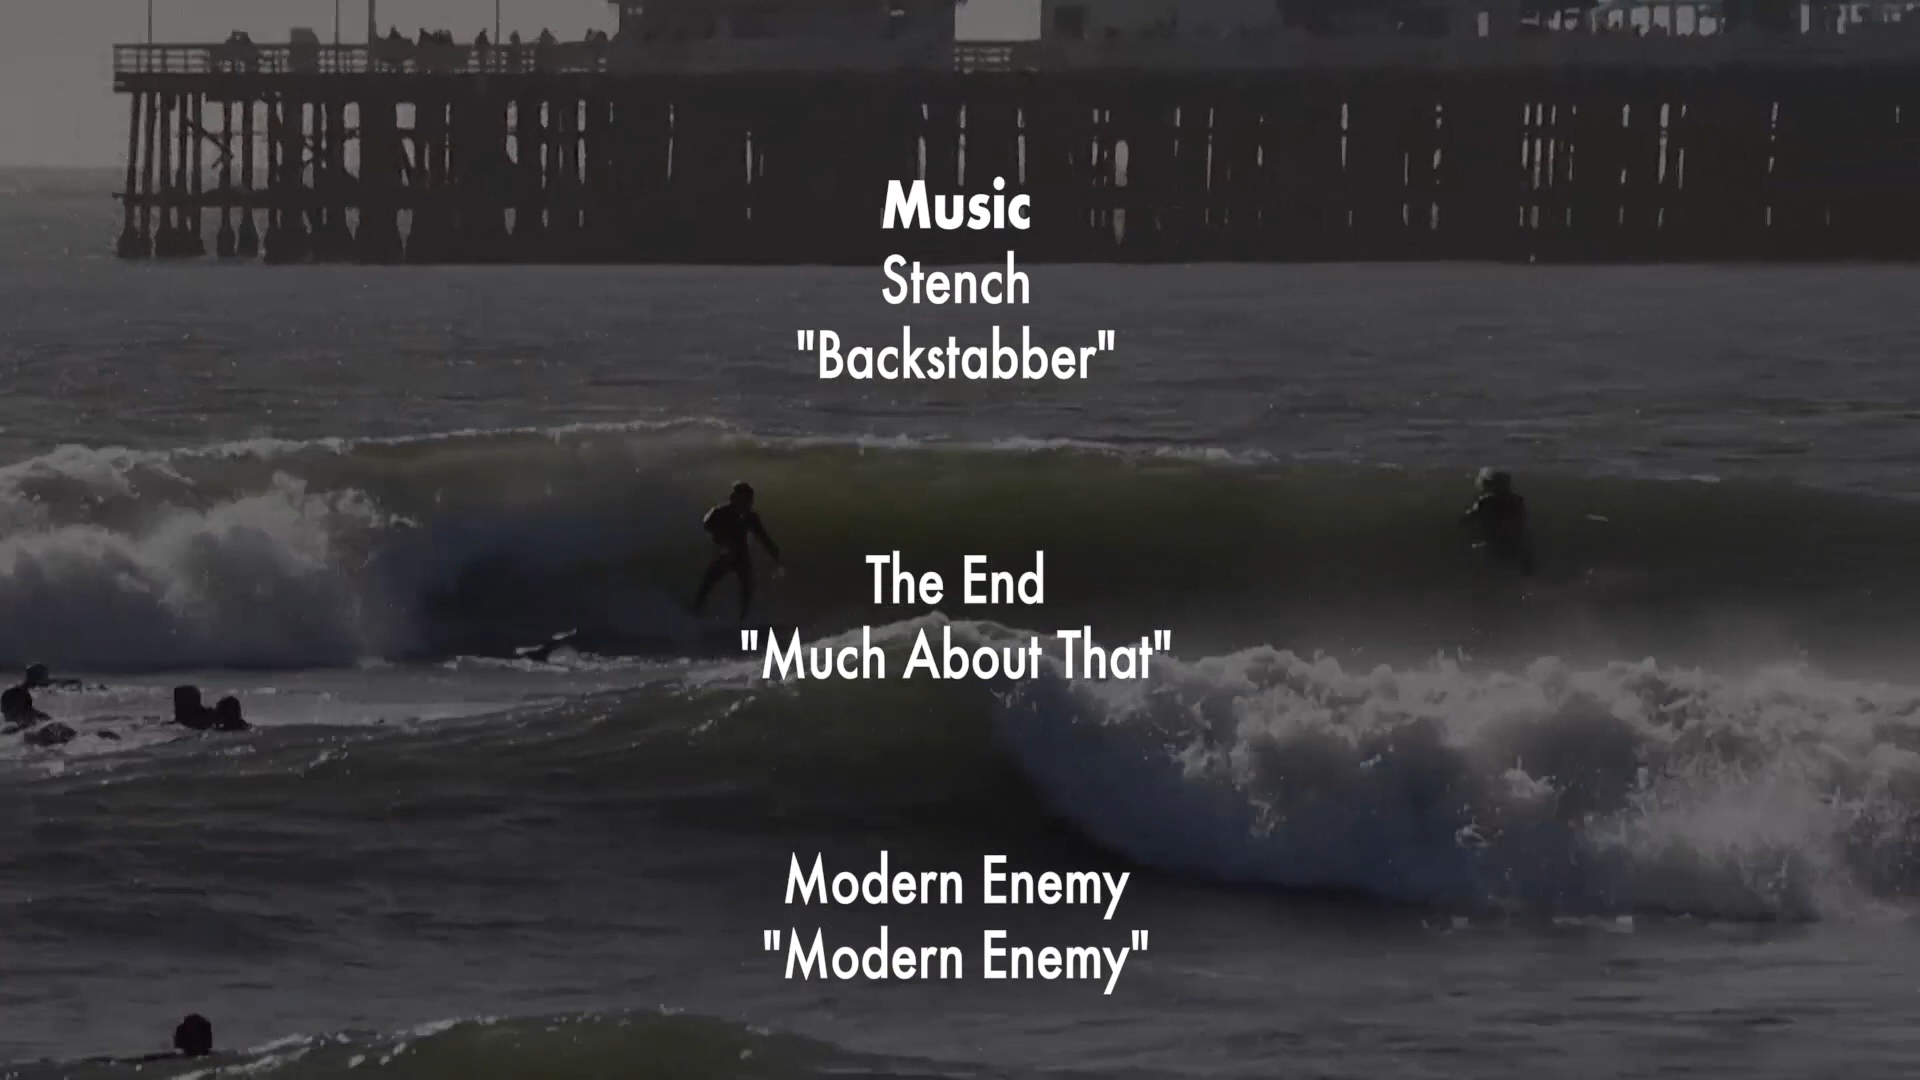 Music
Stench
"Backstabber"
The End
"Much About That"
Modern Enemy
"Modern Enemy"